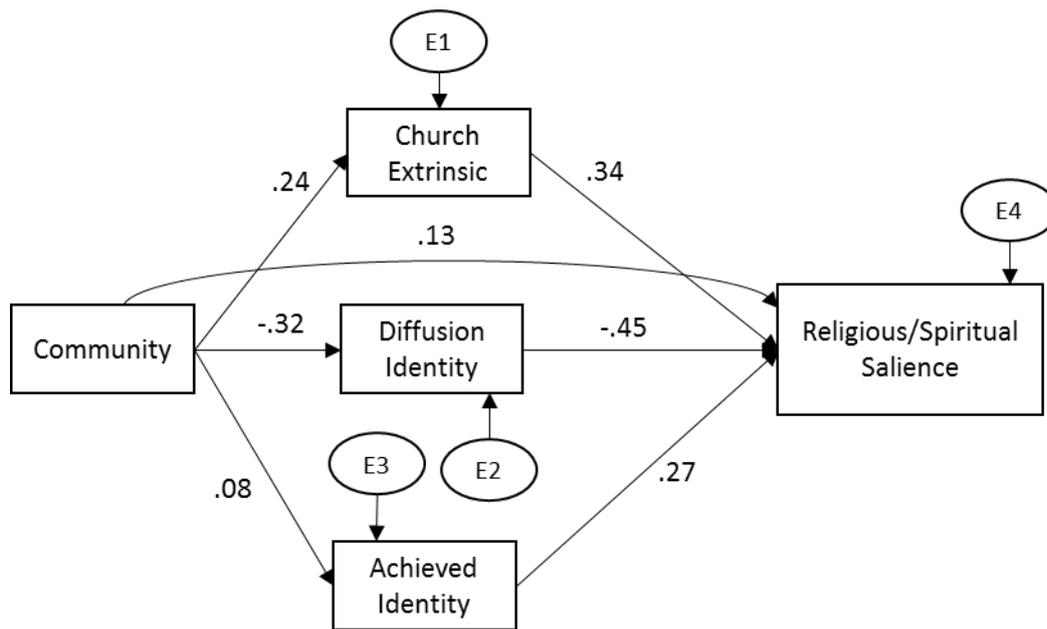 E1
Church
Extrinsic
.24
.34
E4
.13
Community
-.32
Diffusion
Identity
-.45
Religious/Spiritual
Salience
E3
E2
.08
.27
Achieved
Identity